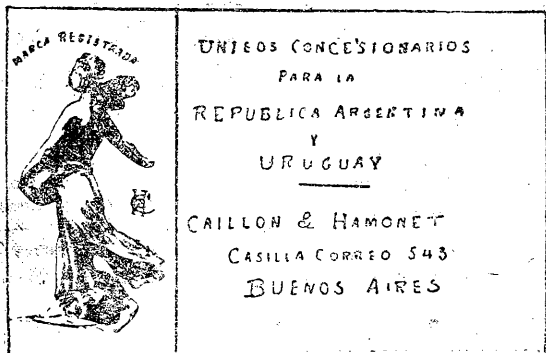 MARCA REGISTRADA
UNICOS CONCESIONARIOS
PARA LA
REPUBLICA ARGENTINA
Y
URUGUAY
CAILLON & HAMONET
CASILLA CORREO 543
BUENOS AIRES